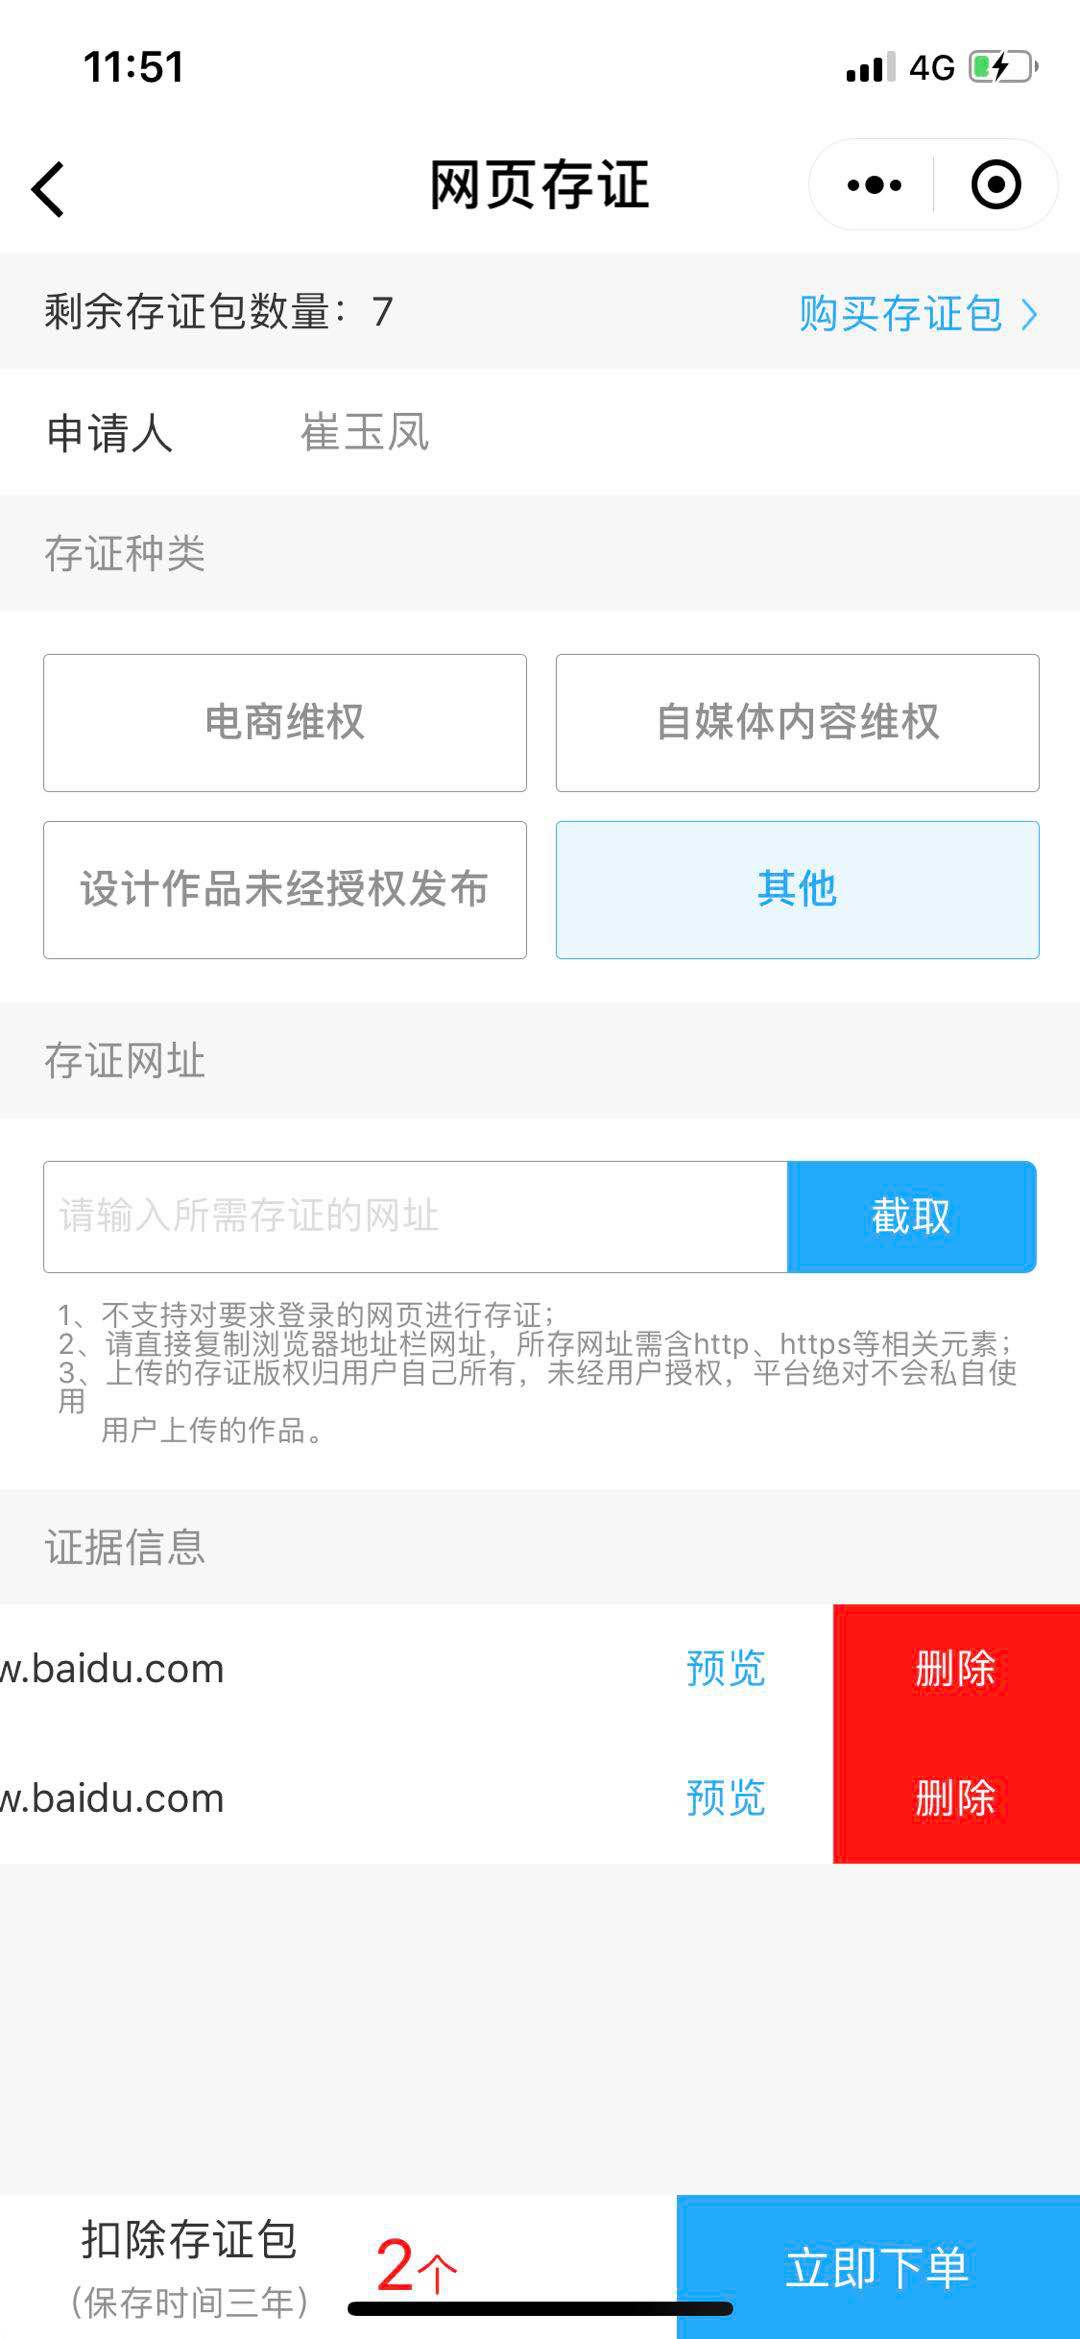 11:51
4G
网页存证
剩余存证包数量：7
购买存证包
申请人
崔玉凤
存证种类
电商维权
自媒体内容维权
设计作品未经授权发布
其他
存证网址
请输入所需存证的网址
截取
1、不支持对要求登录的网页进行存证；
2、请直接复制浏览器地址栏网址，所存网址需含http、https等相关元素；
3、上传的存证版权归用户自己所有，未经用户授权，平台绝对不会私自使
用
用户上传的作品。
证据信息
w.baidu.com
预览
删除
w.baidu.com
预览
删除
扣除存证包
2个
(保存时间三年)
立即下单